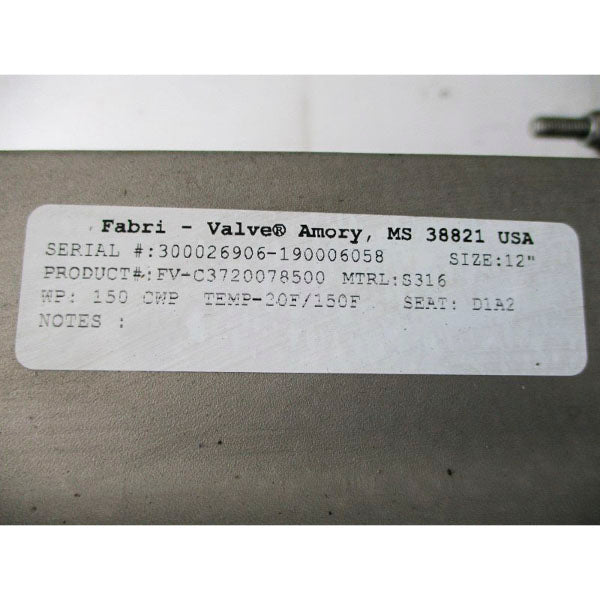 Fabri - Valve® Amory, MS 38821 USA
SERIAL #:300026906-190006058 SIZE:12"
PRODUCT#:FV-C3720078500 MTRL:S316
WP: 150 CWP TEMP-20F/150F SEAT: D1A2
NOTES :